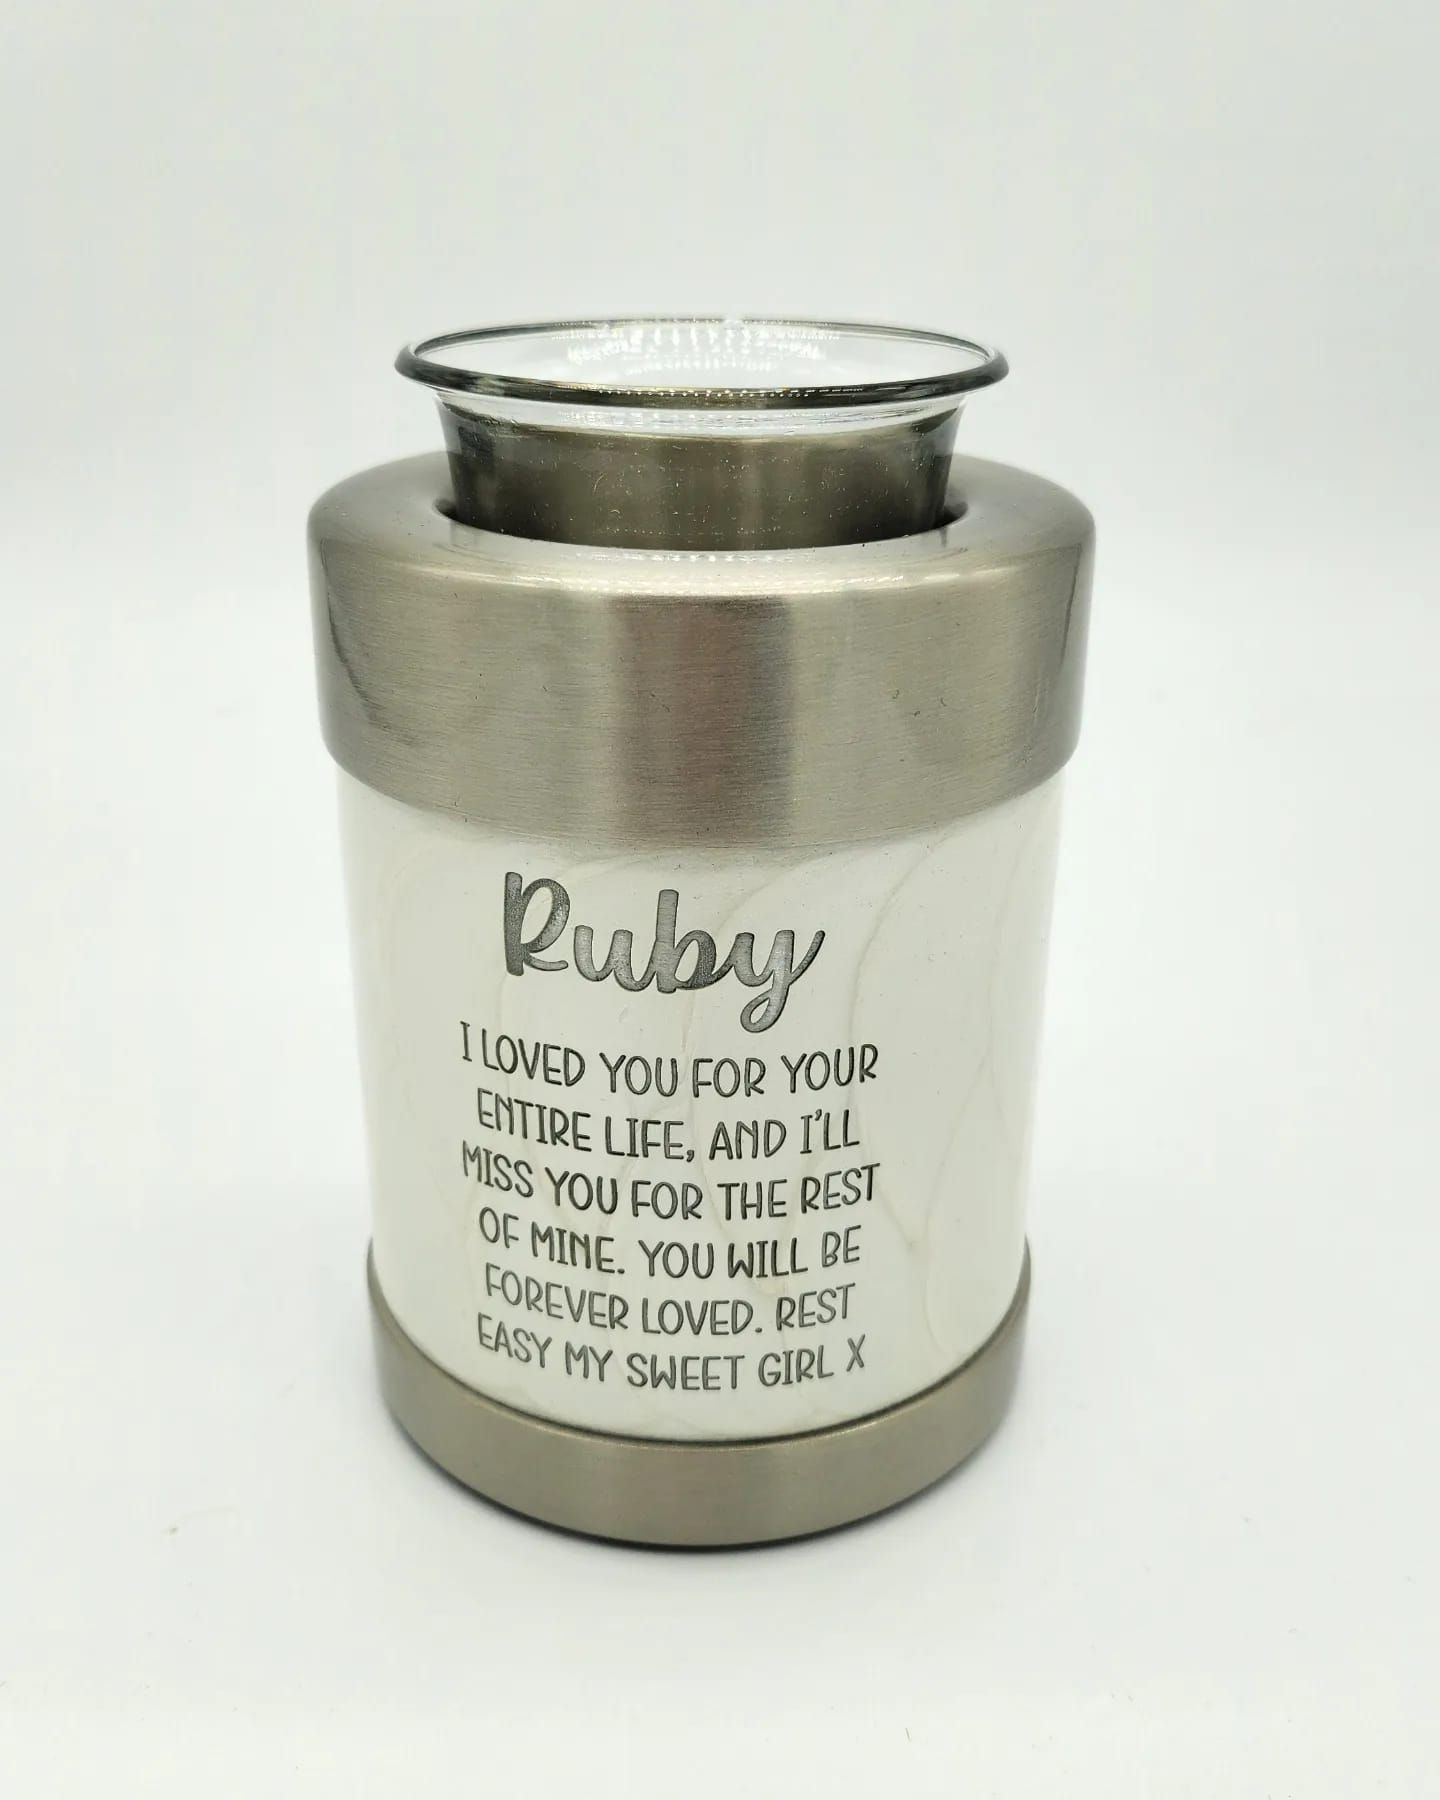 Ruby
I LOVED YOU FOR YOUR
ENTIRE LIFE, AND I'LL
MISS YOU FOR THE REST
OF MINE. YOU WILL BE
FOREVER LOVED. REST
EASY MY SWEET GIRL X